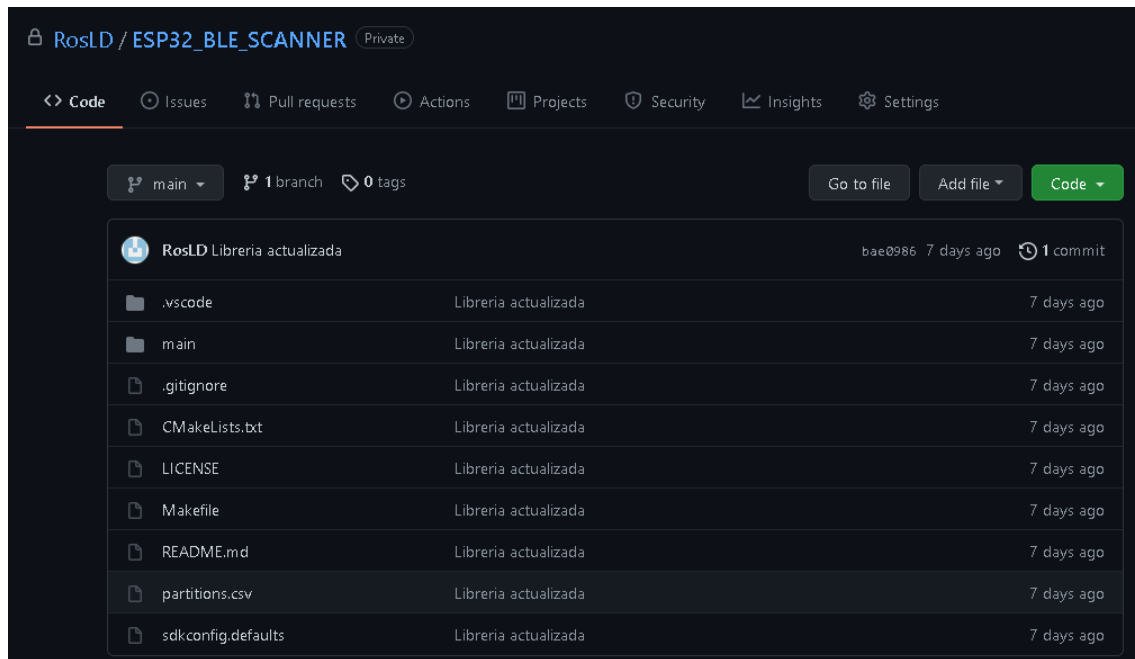 RosLD / ESP32_BLE_SCANNER Private
<> Code Issues Pull requests Actions Projects Security Insights Settings
main 1 branch 0 tags Go to file Add file Code
RosLD Libreria actualizada bae0986 7 days ago 1 commit
.vscode Libreria actualizada 7 days ago
main Libreria actualizada 7 days ago
.gitignore Libreria actualizada 7 days ago
CMakeLists.txt Libreria actualizada 7 days ago
LICENSE Libreria actualizada 7 days ago
Makefile Libreria actualizada 7 days ago
README.md Libreria actualizada 7 days ago
partitions.csv Libreria actualizada 7 days ago
sdkconfig.defaults Libreria actualizada 7 days ago